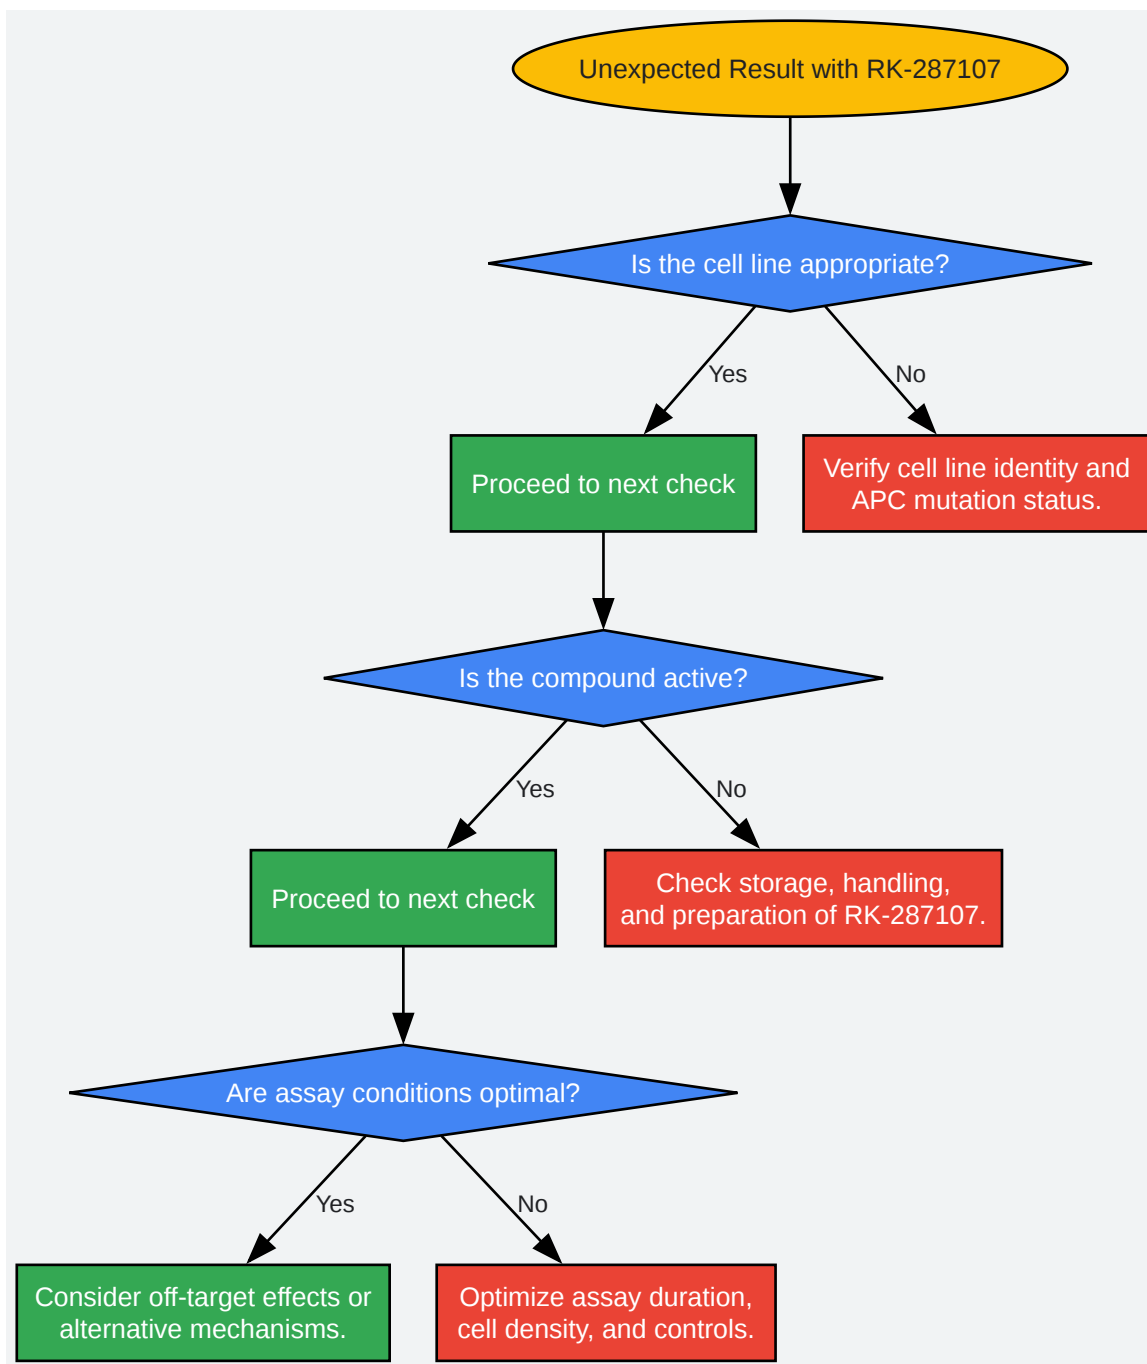 Unexpected Result with RK-287107
Is the cell line appropriate?
Yes
No
Proceed to next check
Verify cell line identity and
APC mutation status.
Is the compound active?
Yes
No
Proceed to next check
Check storage, handling,
and preparation of RK-287107.
Are assay conditions optimal?
Yes
No
Consider off-target effects or
alternative mechanisms.
Optimize assay duration,
cell density, and controls.